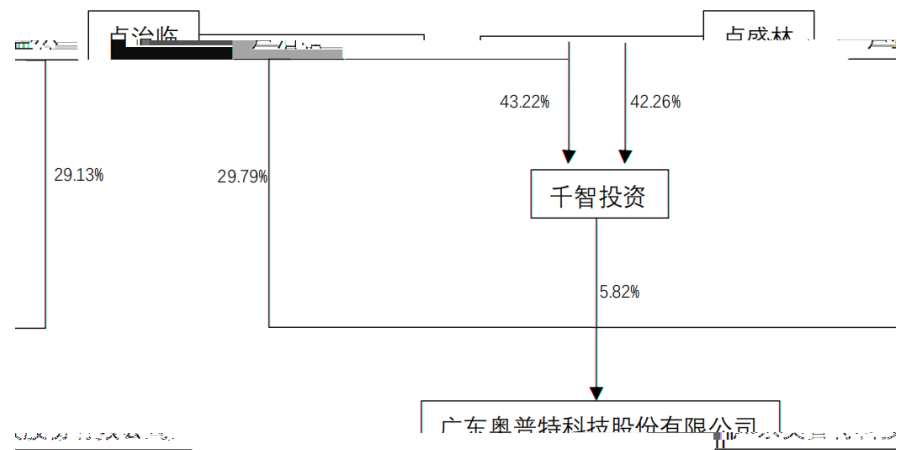 卢治临
卢盛林
43.22%
42.26%
29.13%
29.79%
千智投资
5.82%
广东奥普特科技股份有限公司